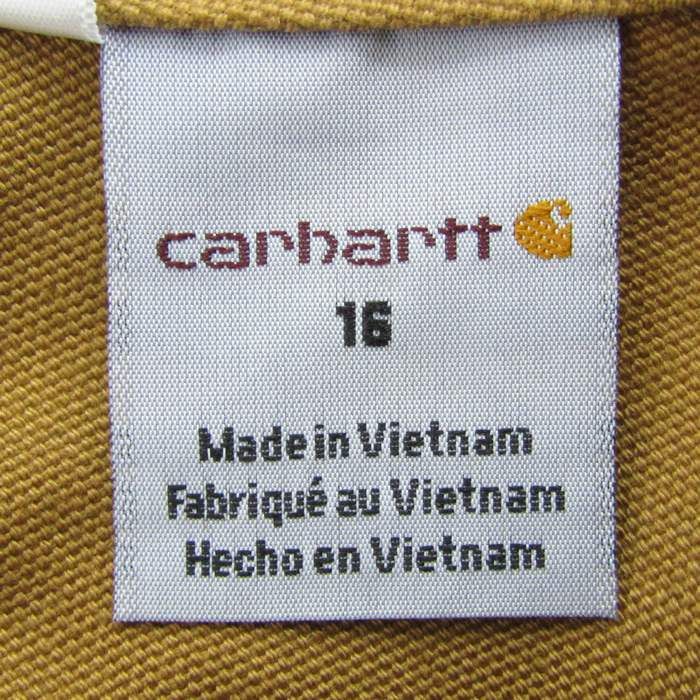 carhartt
16
Made in Vietnam
Fabriqué au Vietnam
Hecho en Vietnam